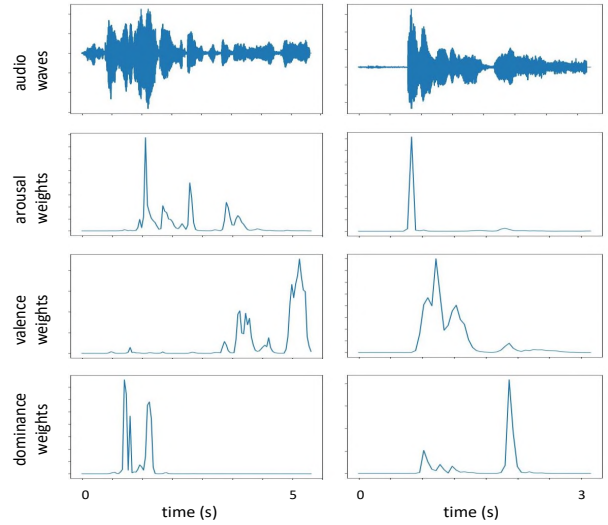 audio
waves
arousal
weights
valence
weights
dominance
weights
0 5 0 3
time (s) time (s)